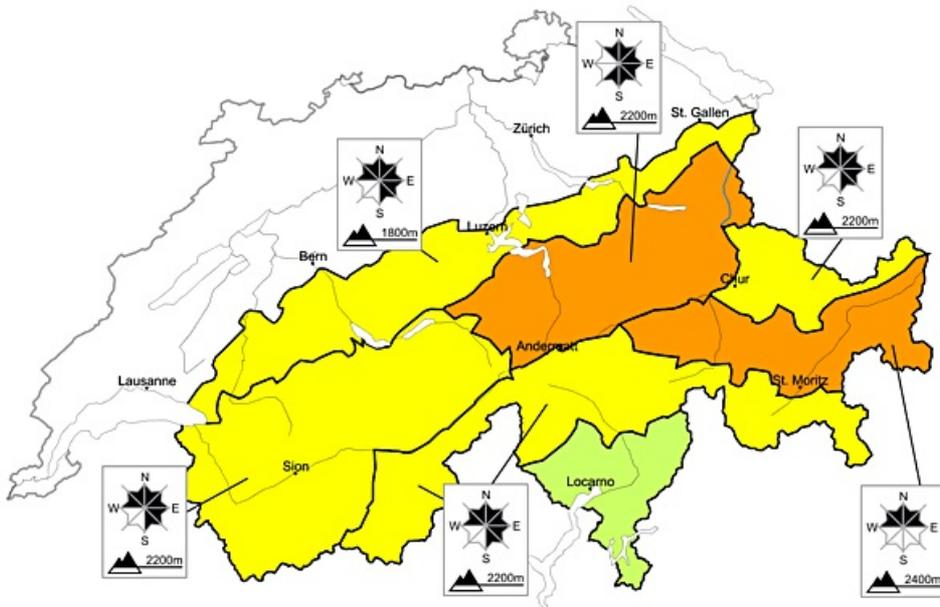 N
W E
S
2200m
St. Gallen
Zürich
N
W E
S
2200m
N
W E
S
1800m
Luzern
Bern
Chur
Andermatt
Lausanne
St. Moritz
Sion
Locarno
N
W E
S
2200m
N
W E
S
2200m
N
W E
S
2400m